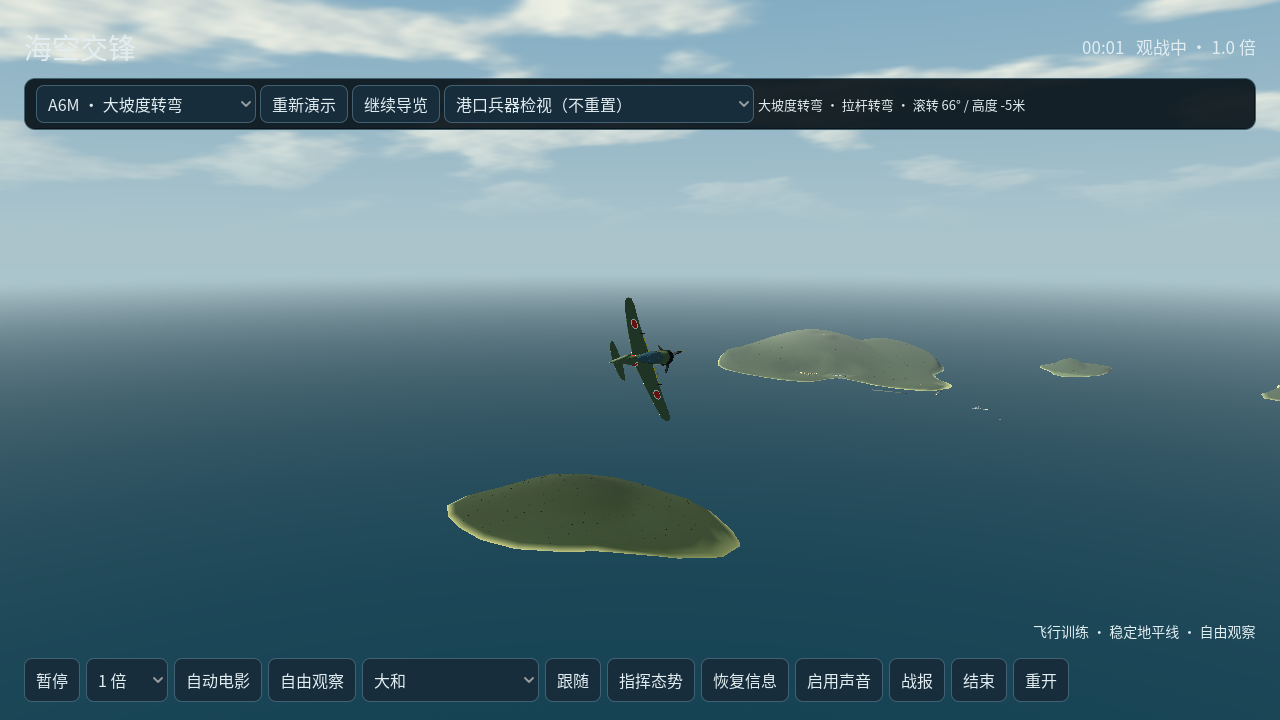 海空交锋
00:01 观战中 · 1.0 倍
A6M · 大坡度转弯 重新演示 继续导览 港口兵器检视（不重置） 大坡度转弯 · 拉杆转弯 · 滚转 66° / 高度 -5米
飞行训练 · 稳定地平线 · 自由观察
暂停 1 倍 自动电影 自由观察 大和 跟随 指挥态势 恢复信息 启用声音 战报 结束 重开